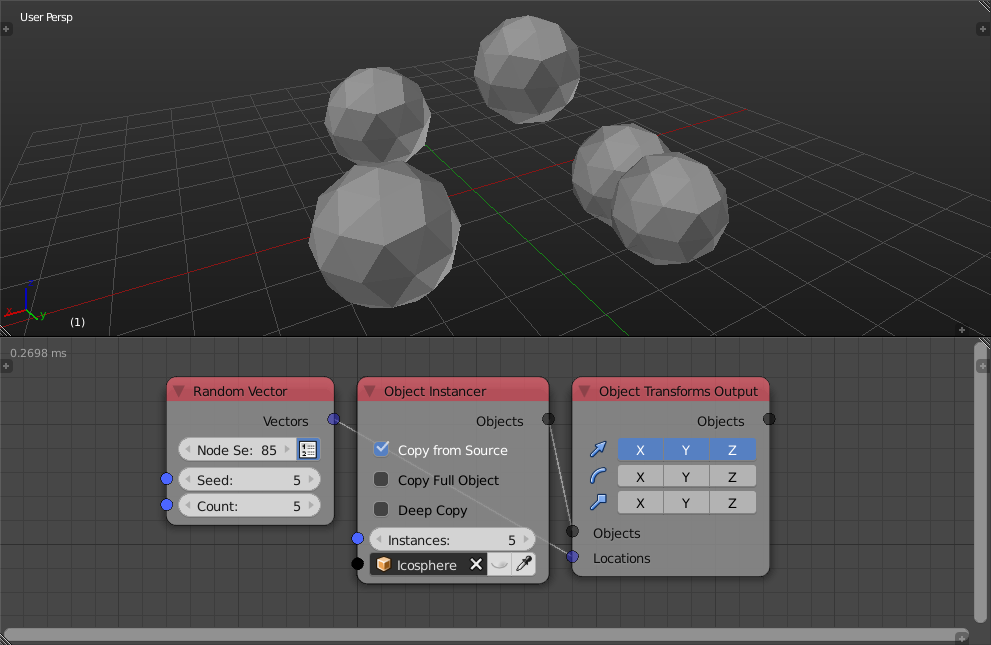 User Persp
x
y
(1)
0.2698 ms
Random Vector
Vectors
Node Se: 85
Seed: 5
Count: 5
Object Instancer
Objects
Copy from Source
Copy Full Object
Deep Copy
Instances: 5
Icosphere
Object Transforms Output
Objects
X Y Z
X Y Z
X Y Z
Objects
Locations